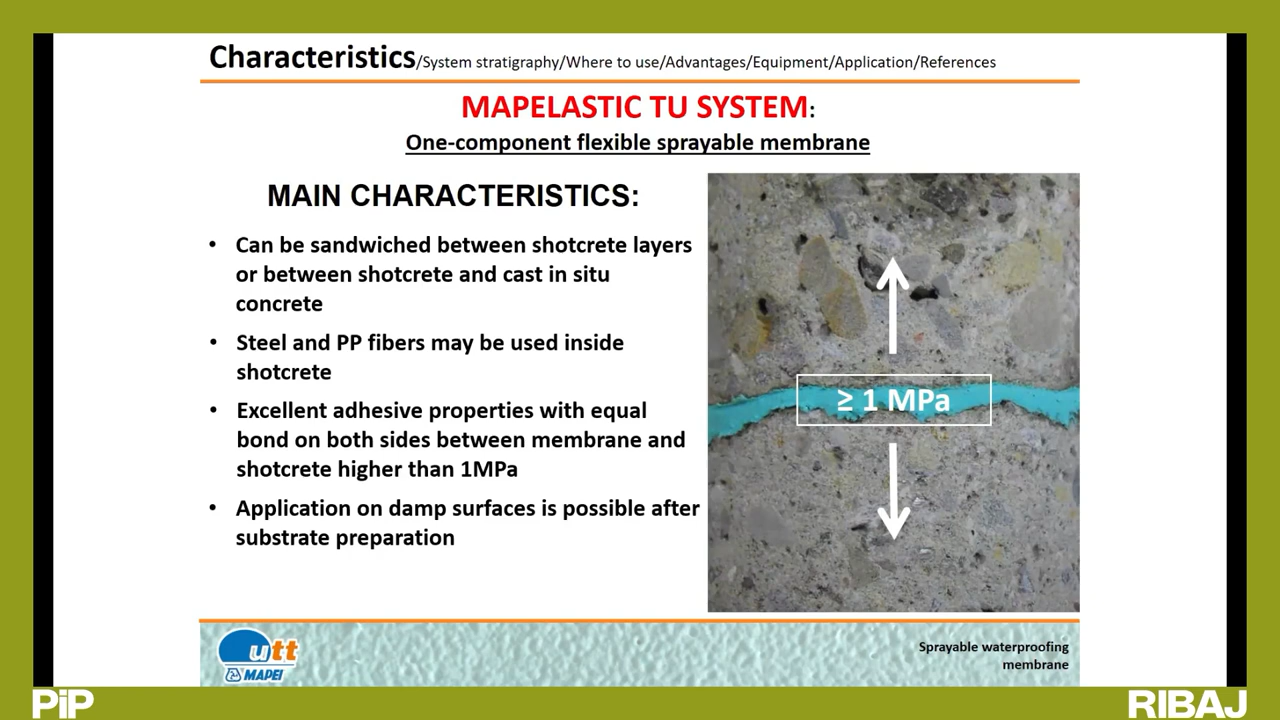 Characteristics/System stratigraphy/Where to use/Advantages/Equipment/Application/References
MAPELASTIC TU SYSTEM:
One-component flexible sprayable membrane
MAIN CHARACTERISTICS:
• Can be sandwiched between shotcrete layers
or between shotcrete and cast in situ
concrete
• Steel and PP fibers may be used inside
shotcrete
• Excellent adhesive properties with equal
bond on both sides between membrane and
shotcrete higher than 1MPa
• Application on damp surfaces is possible after
substrate preparation
≥ 1 MPa
utt
MAPEI
Sprayable waterproofing
membrane
PiP
RIBAJ